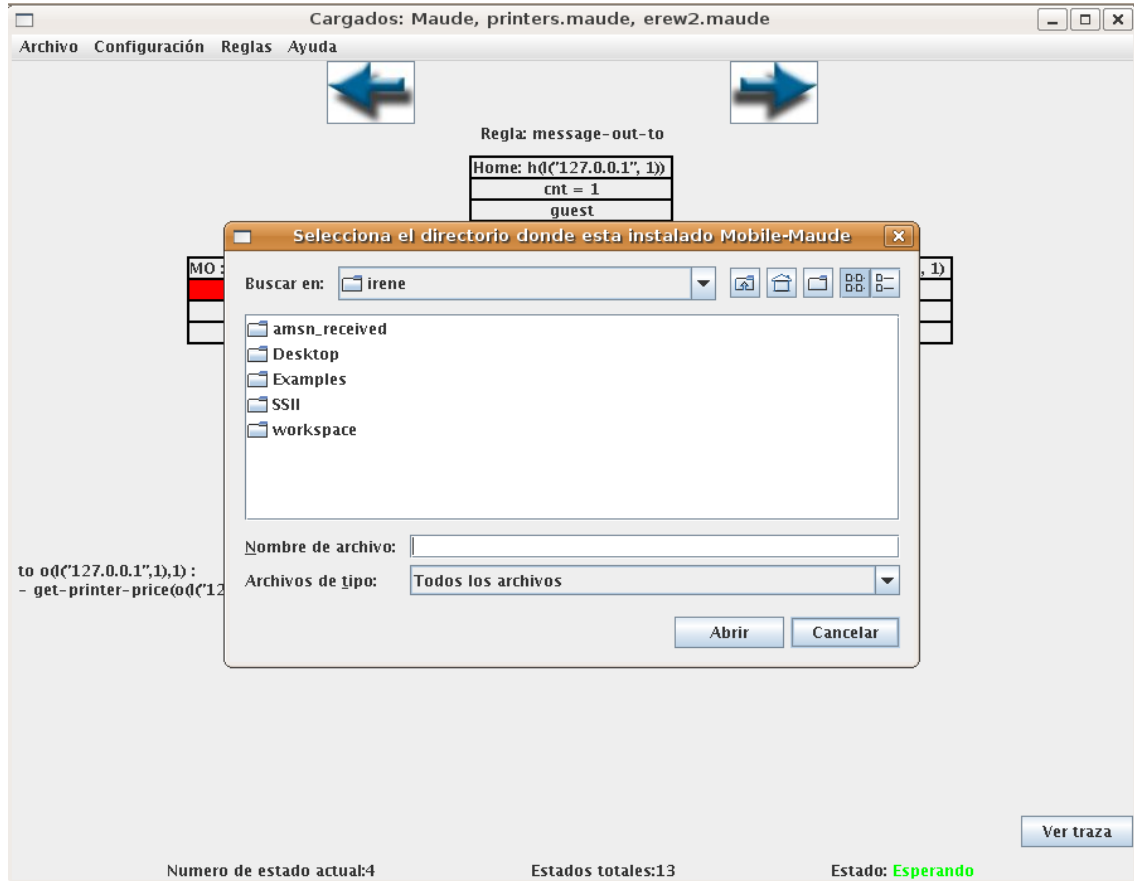 Cargados: Maude, printers.maude, erew2.maude
Archivo Configuración Reglas Ayuda
Regla: message-out-to
Home: h(l("127.0.0.1", 1))
cnt = 1
guest
Selecciona el directorio donde esta instalado Mobile-Maude
MO :
, 1)
Buscar en: irene
amsn_received
Desktop
Examples
SSII
workspace
Nombre de archivo:
Archivos de tipo: Todos los archivos
Abrir Cancelar
to o(l("127.0.0.1",1),1) :
- get-printer-price(o(l("12
Ver traza
Numero de estado actual:4 Estados totales:13 Estado: Esperando